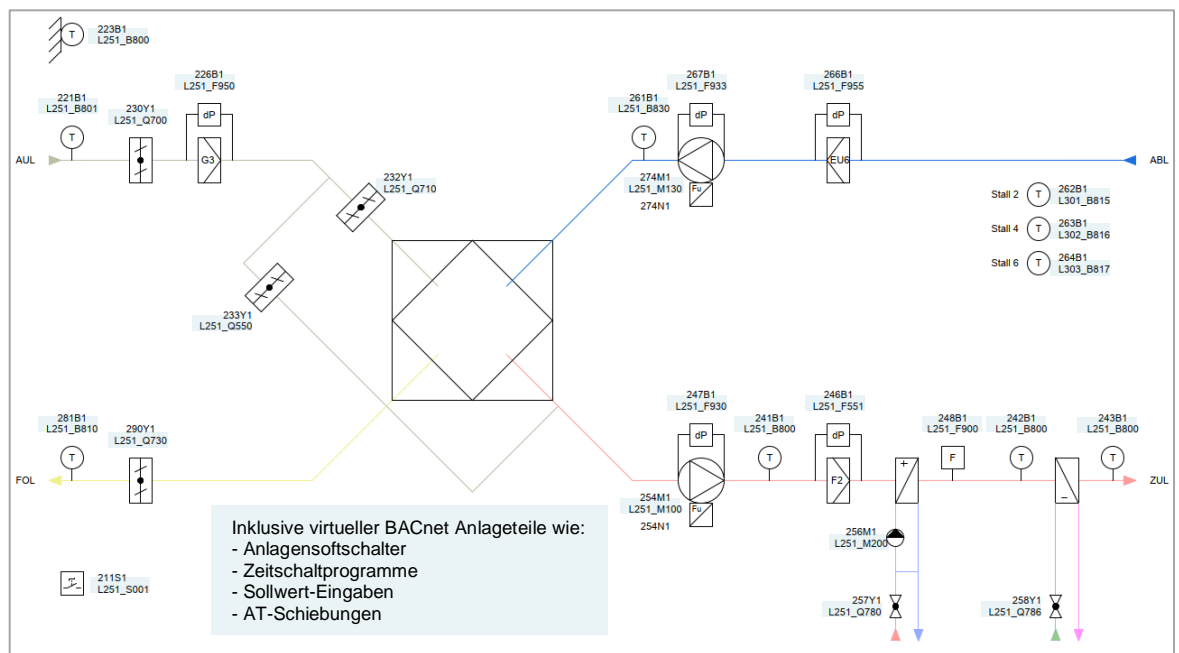 T
223B1
L251_B800
226B1
L251_F950
221B1
L251_B801
230Y1
L251_Q700
dP
T
AUL
G3
232Y1
L251_Q710
233Y1
L251_Q550
267B1
L251_F933
266B1
L251_F955
261B1
L251_B830
dP
dP
T
EU6
ABL
274M1
L251_M130
Fu
274N1
Stall 2
T
262B1
L301_B815
Stall 4
T
263B1
L302_B816
Stall 6
T
264B1
L303_B817
281B1
L251_B810
290Y1
L251_Q730
T
FOL
247B1
L251_F930
246B1
L251_F551
241B1
L251_B800
248B1
L251_F900
242B1
L251_B800
243B1
L251_B800
dP
dP
T
F
T
T
F2
+
–
ZUL
254M1
L251_M100
Fu
254N1
256M1
L251_M200
257Y1
L251_Q780
258Y1
L251_Q786
211S1
L251_S001
Inklusive virtueller BACnet Anlageteile wie:
- Anlagensoftschalter
- Zeitschaltprogramme
- Sollwert-Eingaben
- AT-Schiebungen